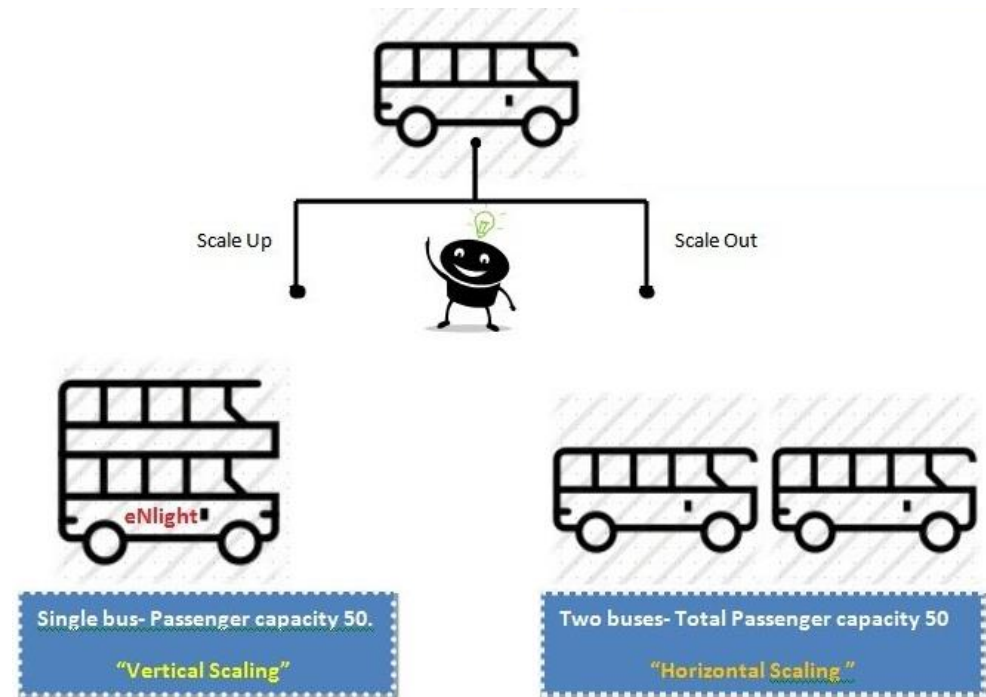 Scale Up
Scale Out
eNlight
Single bus- Passenger capacity 50.
“Vertical Scaling”
Two buses- Total Passenger capacity 50
“Horizontal Scaling ”